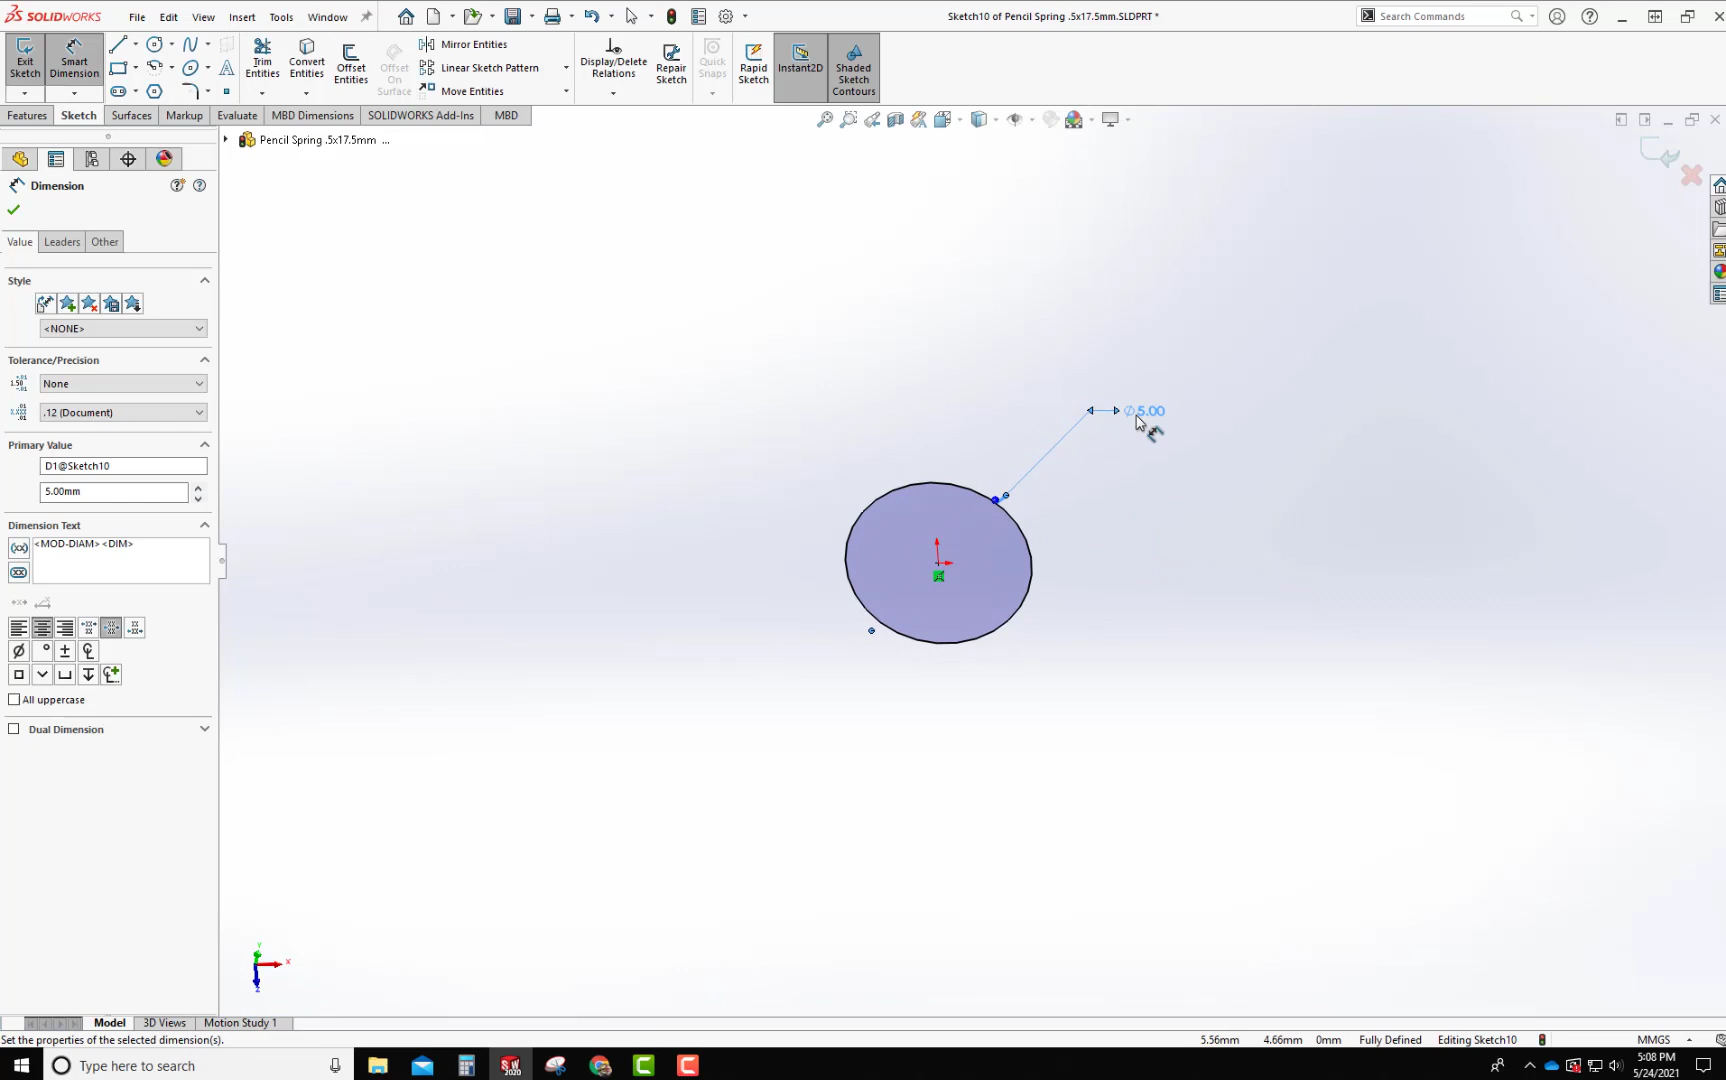 SOLIDWORKS File Edit View Insert Tools Window Sketch10 of Pencil Spring .5x17.5mm.SLDPRT * Search Commands
Exit Sketch Smart Dimension Trim Entities Convert Entities Offset Entities Offset On Surface Mirror Entities Linear Sketch Pattern Move Entities Display/Delete Relations Repair Sketch Quick Snaps Rapid Sketch Instant2D Shaded Sketch Contours
Features Sketch Surfaces Markup Evaluate MBD Dimensions SOLIDWORKS Add-Ins MBD
Pencil Spring .5x17.5mm ...
Dimension
Value Leaders Other
Style
<NONE>
Tolerance/Precision
None
.12 (Document)
Primary Value
D1@Sketch10
5.00mm
Dimension Text
<MOD-DIAM><DIM>
All uppercase
Dual Dimension
∅5.00
Y
X
Z
Model 3D Views Motion Study 1
Set the properties of the selected dimension(s). 5.56mm 4.66mm 0mm Fully Defined Editing Sketch10 MMGS
Type here to search SW 2020 5:08 PM
5/24/2021